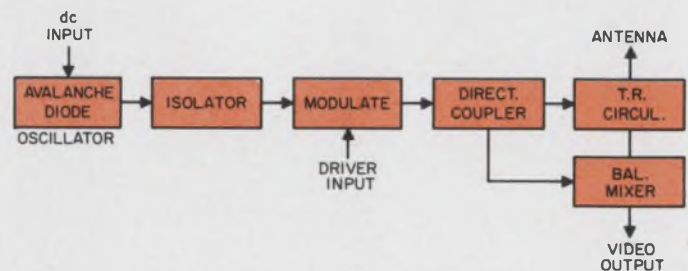 dc
INPUT
AVALANCHE
DIODE
OSCILLATOR
ISOLATOR
MODULATE
DRIVER
INPUT
DIRECT.
COUPLER
ANTENNA
T.R.
CIRCUL.
BAL.
MIXER
VIDEO
OUTPUT